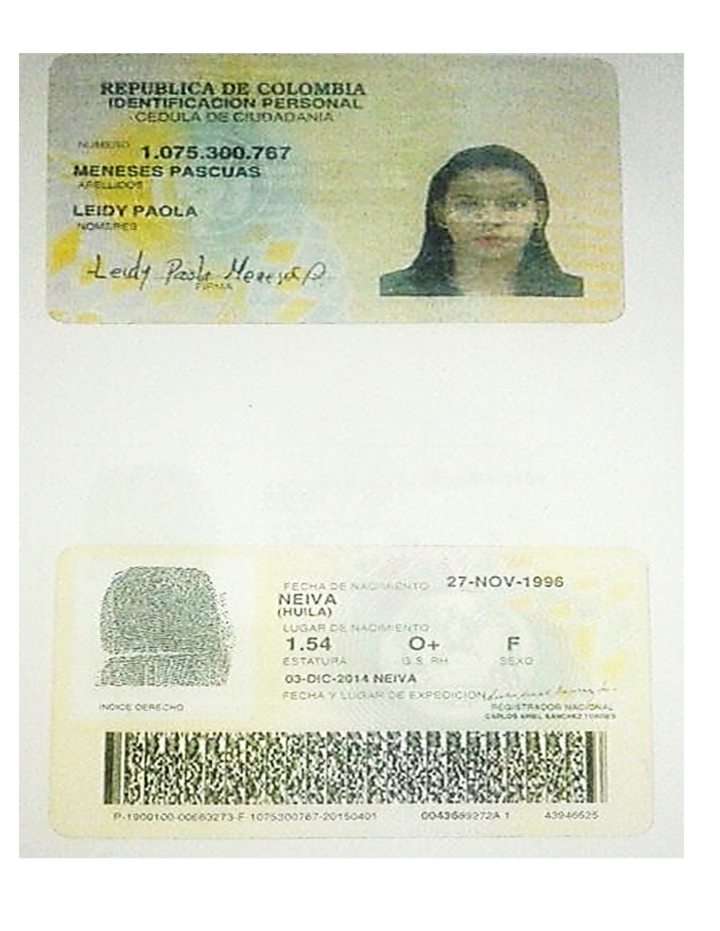 REPUBLICA DE COLOMBIA
IDENTIFICACION PERSONAL
CEDULA DE CIUDADANIA
NUMERO 1.075.300.767
MENESES PASCUAS
APELLIDOS
LEIDY PAOLA
NOMBRES
Leidy Paola Meneses P
FIRMA
FECHA DE NACIMIENTO 27-NOV-1996
NEIVA
(HUILA)
LUGAR DE NACIMIENTO
1.54 O+ F
ESTATURA G.S. RH SEXO
03-DIC-2014 NEIVA
FECHA Y LUGAR DE EXPEDICION
INDICE DERECHO
REGISTRADOR NACIONAL
CARLOS ARIEL SANCHEZ TORRES
P-1900100-00663273-F-1075300767-20150401 0043689272A 1 43946625